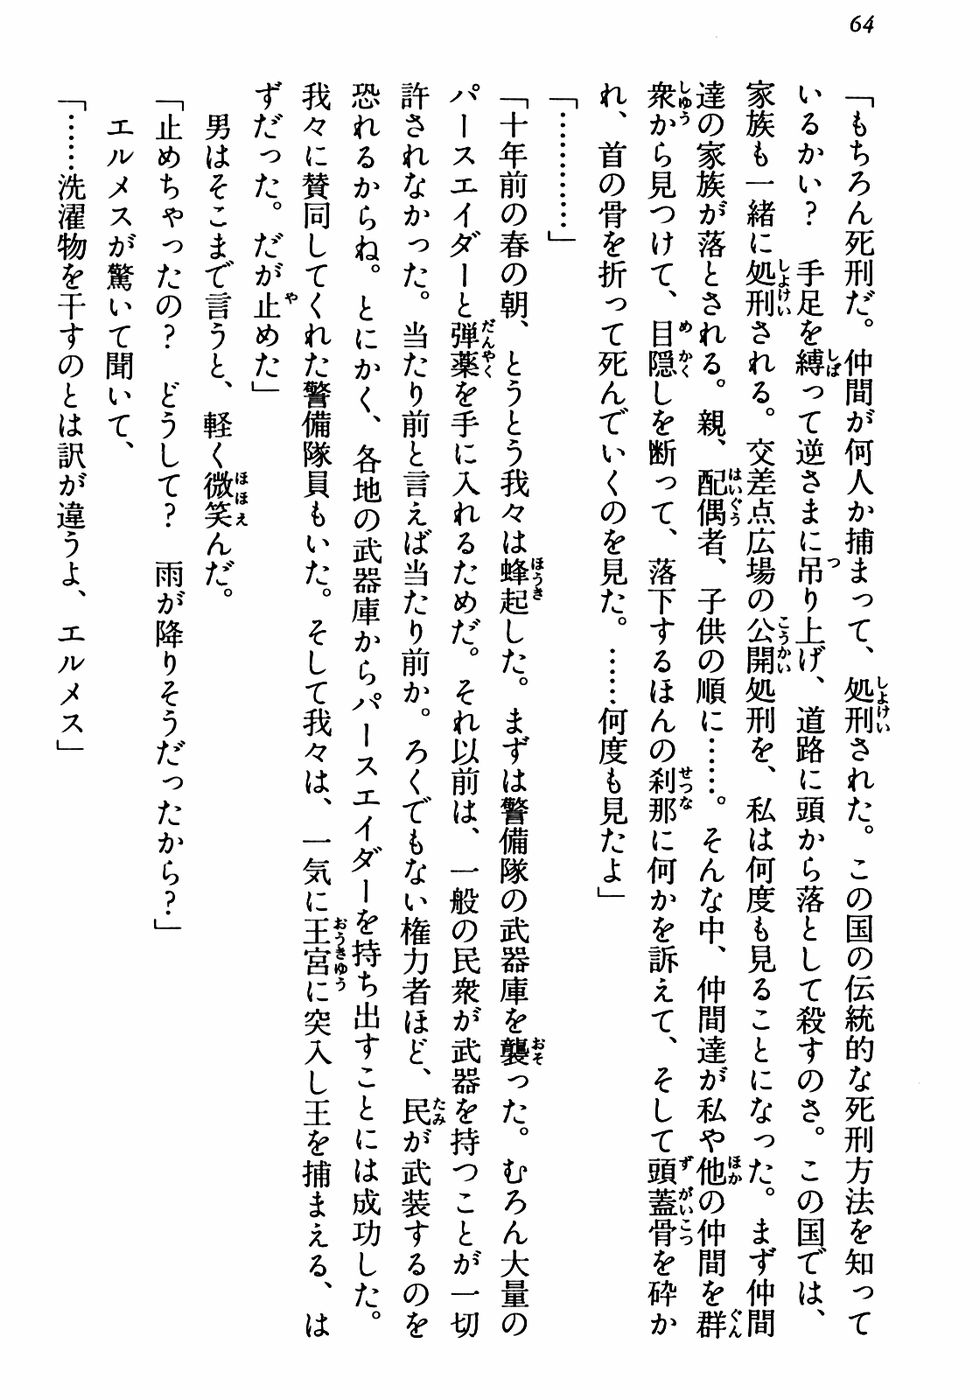 64
「もちろん死刑だ。仲間が何人か捕まって、処刑された。この国の伝統的な死刑方法を知って
いるかい？　手足を縛って逆さまに吊り上げ、道路に頭から落として殺すのさ。この国では、
家族も一緒に処刑される。交差点広場の公開処刑を、私は何度も見ることになった。まず仲間
達の家族が落とされる。親、配偶者、子供の順に……。そんな中、仲間達が私や他の仲間を群
衆から見つけて、目隠しを断って、落下するほんの刹那に何かを訴えて、そして頭蓋骨を砕か
れ、首の骨を折って死んでいくのを見た。……何度も見たよ」
「…………」
「十年前の春の朝、とうとう我々は蜂起した。まずは警備隊の武器庫を襲った。むろん大量の
パースエイダーと弾薬を手に入れるためだ。それ以前は、一般の民衆が武器を持つことが一切
許されなかった。当たり前と言えば当たり前か。ろくでもない権力者ほど、民が武装するのを
恐れるからね。とにかく、各地の武器庫からパースエイダーを持ち出すことには成功した。
我々に賛同してくれた警備隊員もいた。そして我々は、一気に王宮に突入し王を捕まえる、は
ずだった。だが止めた」
男はそこまで言うと、軽く微笑んだ。
「止めちゃったの？　どうして？　雨が降りそうだったから？」
エルメスが驚いて聞いて、
「……洗濯物を干すのとは訳が違うよ、エルメス」